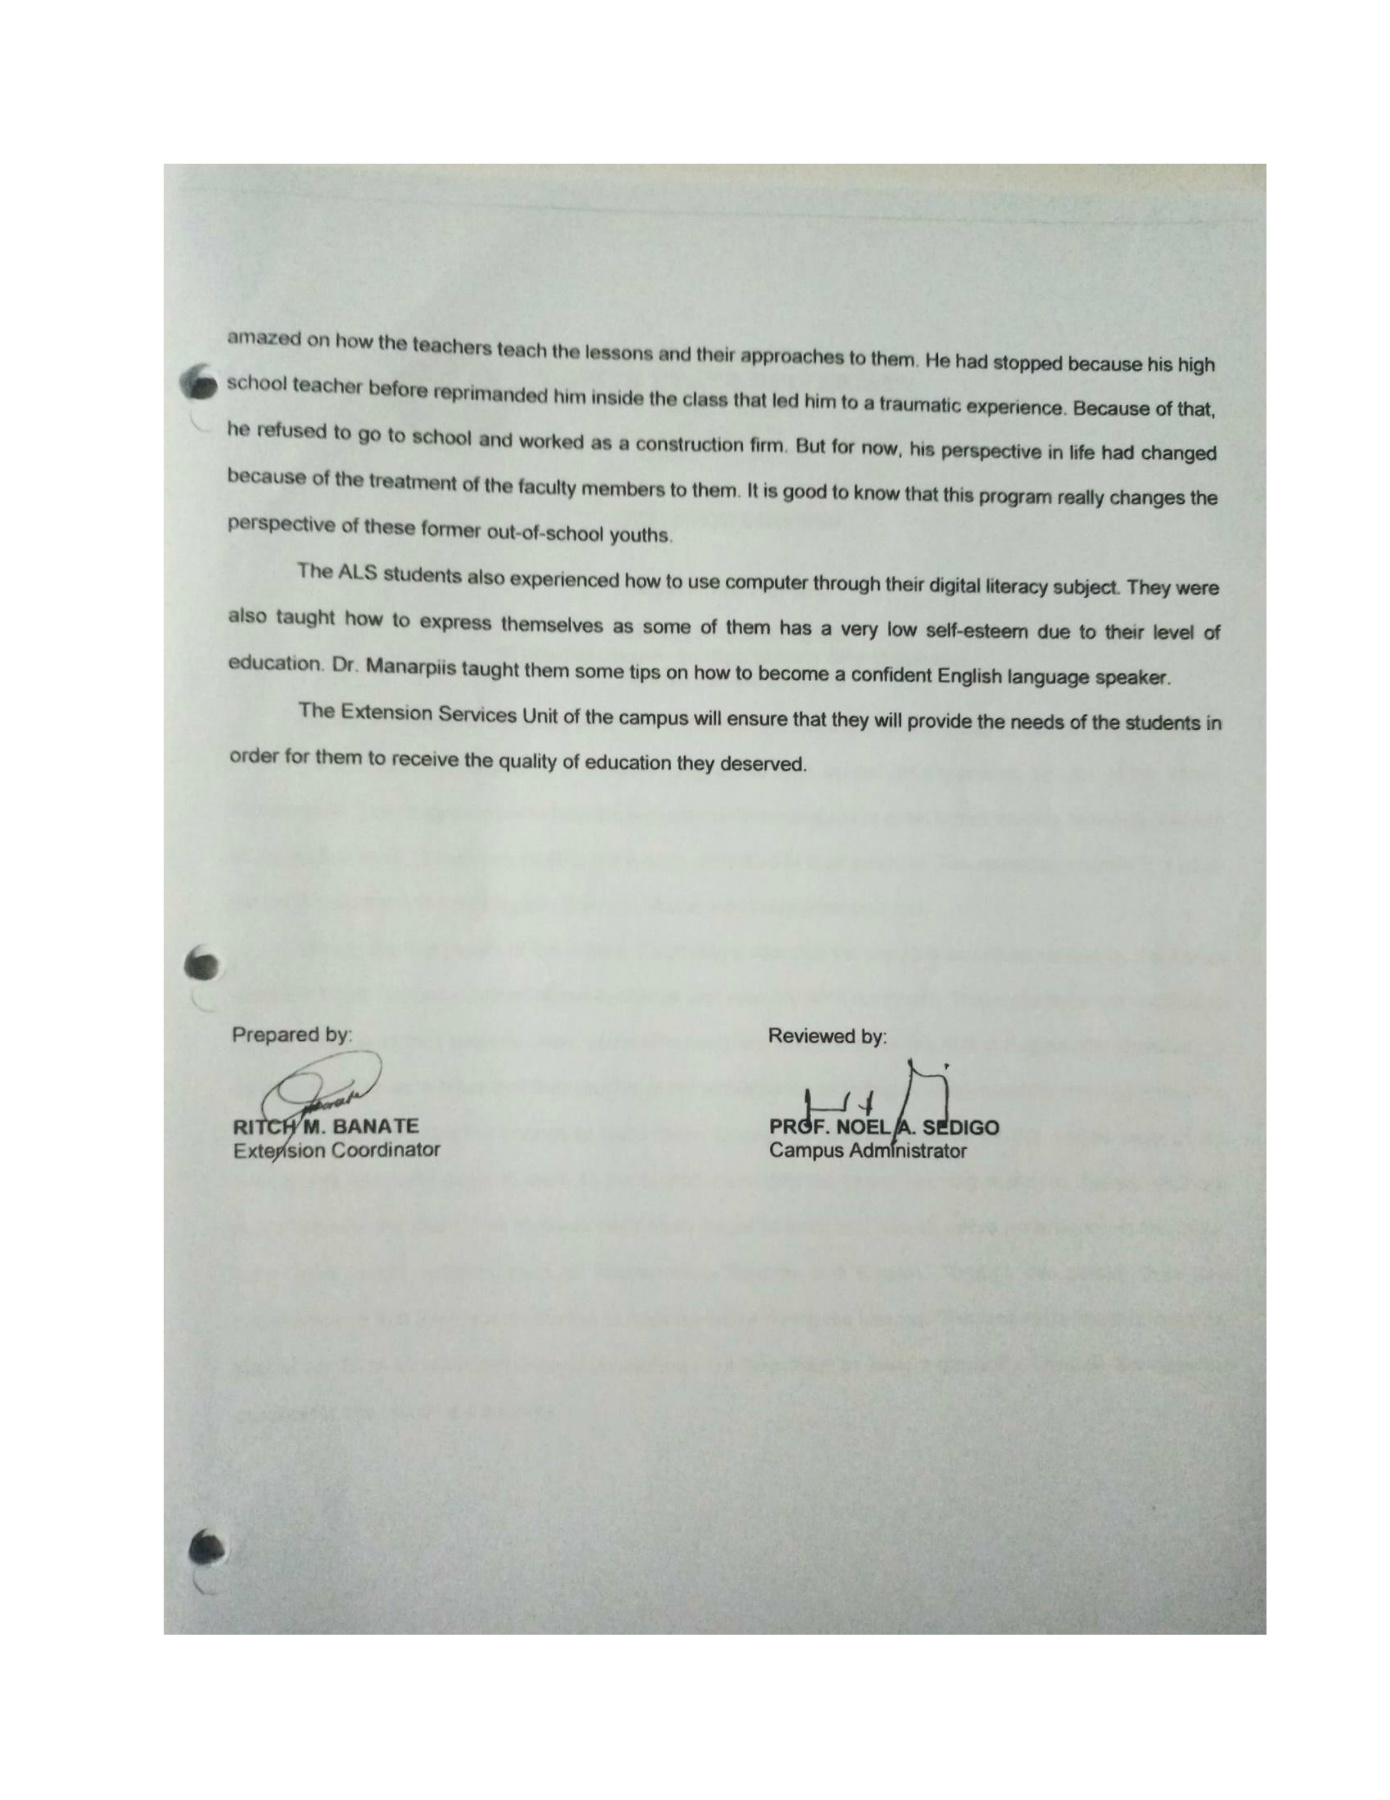 amazed on how the teachers teach the lessons and their approaches to them. He had stopped because his high
school teacher before reprimanded him inside the class that led him to a traumatic experience. Because of that,
he refused to go to school and worked as a construction firm. But for now, his perspective in life had changed
because of the treatment of the faculty members to them. It is good to know that this program really changes the
perspective of these former out-of-school youths.
The ALS students also experienced how to use computer through their digital literacy subject. They were
also taught how to express themselves as some of them has a very low self-esteem due to their level of
education. Dr. Manarpiis taught them some tips on how to become a confident English language speaker.
The Extension Services Unit of the campus will ensure that they will provide the needs of the students in
order for them to receive the quality of education they deserved.
Prepared by: Reviewed by:
RITCH M. BANATE PROF. NOEL A. SEDIGO
Extension Coordinator Campus Administrator